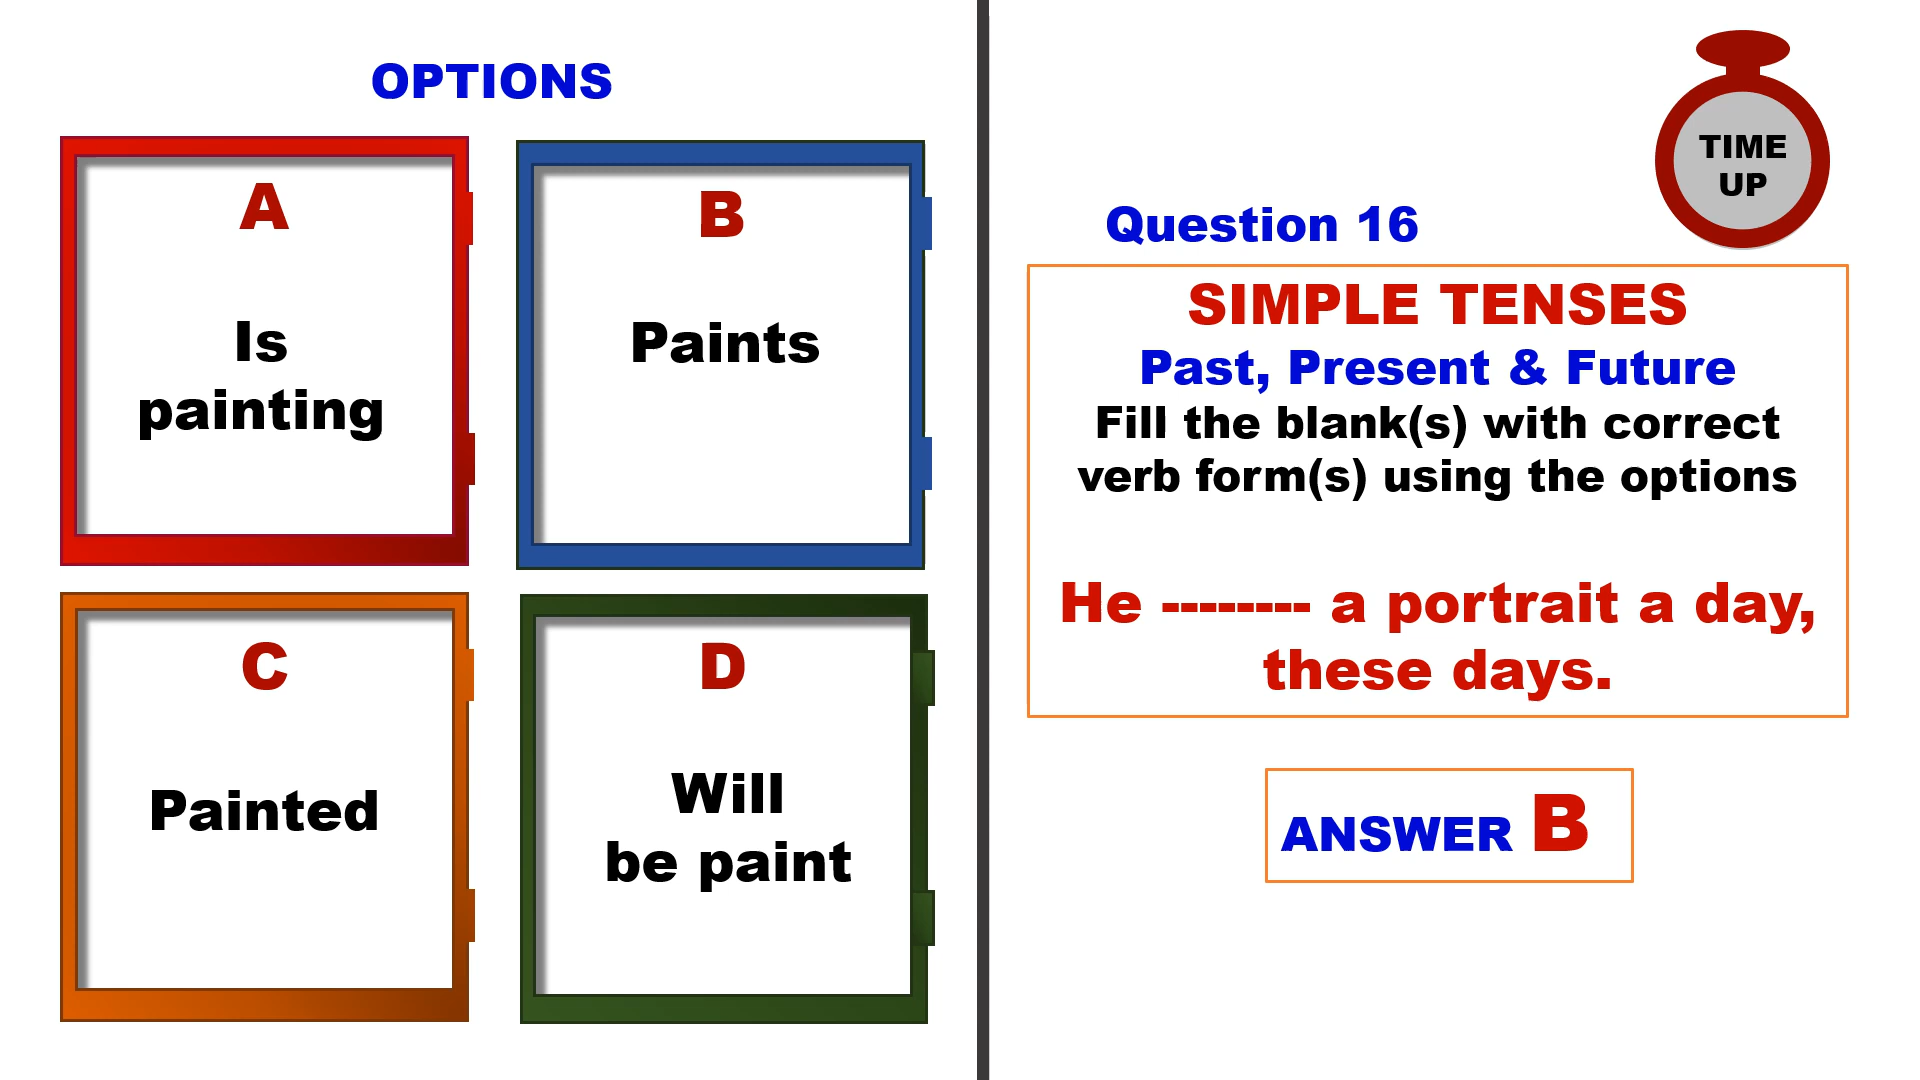 OPTIONS
A
Is
painting
B
Paints
C
Painted
D
Will
be paint
TIME
UP
Question 16
SIMPLE TENSES
Past, Present & Future
Fill the blank(s) with correct
verb form(s) using the options
He -------- a portrait a day,
these days.
ANSWER B